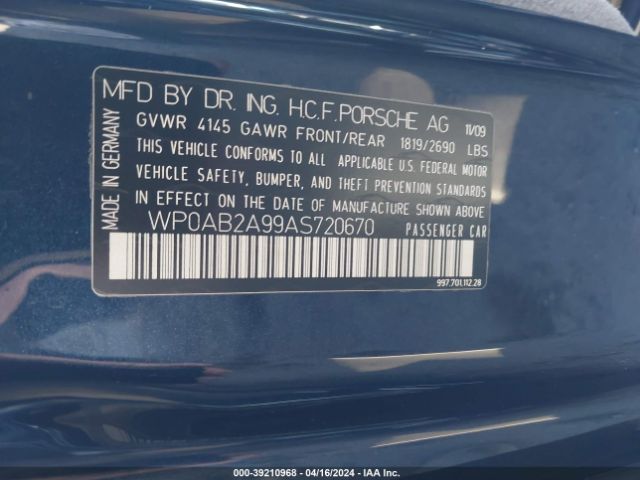 MFD BY DR. ING. H.C.F. PORSCHE AG 11/09
GVWR 4145 GAWR FRONT/REAR 1819/2690 LBS
THIS VEHICLE CONFORMS TO ALL APPLICABLE U.S. FEDERAL MOTOR
VEHICLE SAFETY, BUMPER, AND THEFT PREVENTION STANDARDS
IN EFFECT ON THE DATE OF MANUFACTURE SHOWN ABOVE
WP0AB2A99AS720670 PASSENGER CAR
MADE IN GERMANY
997.701.112.28
000-39210968 - 04/16/2024 - IAA Inc.